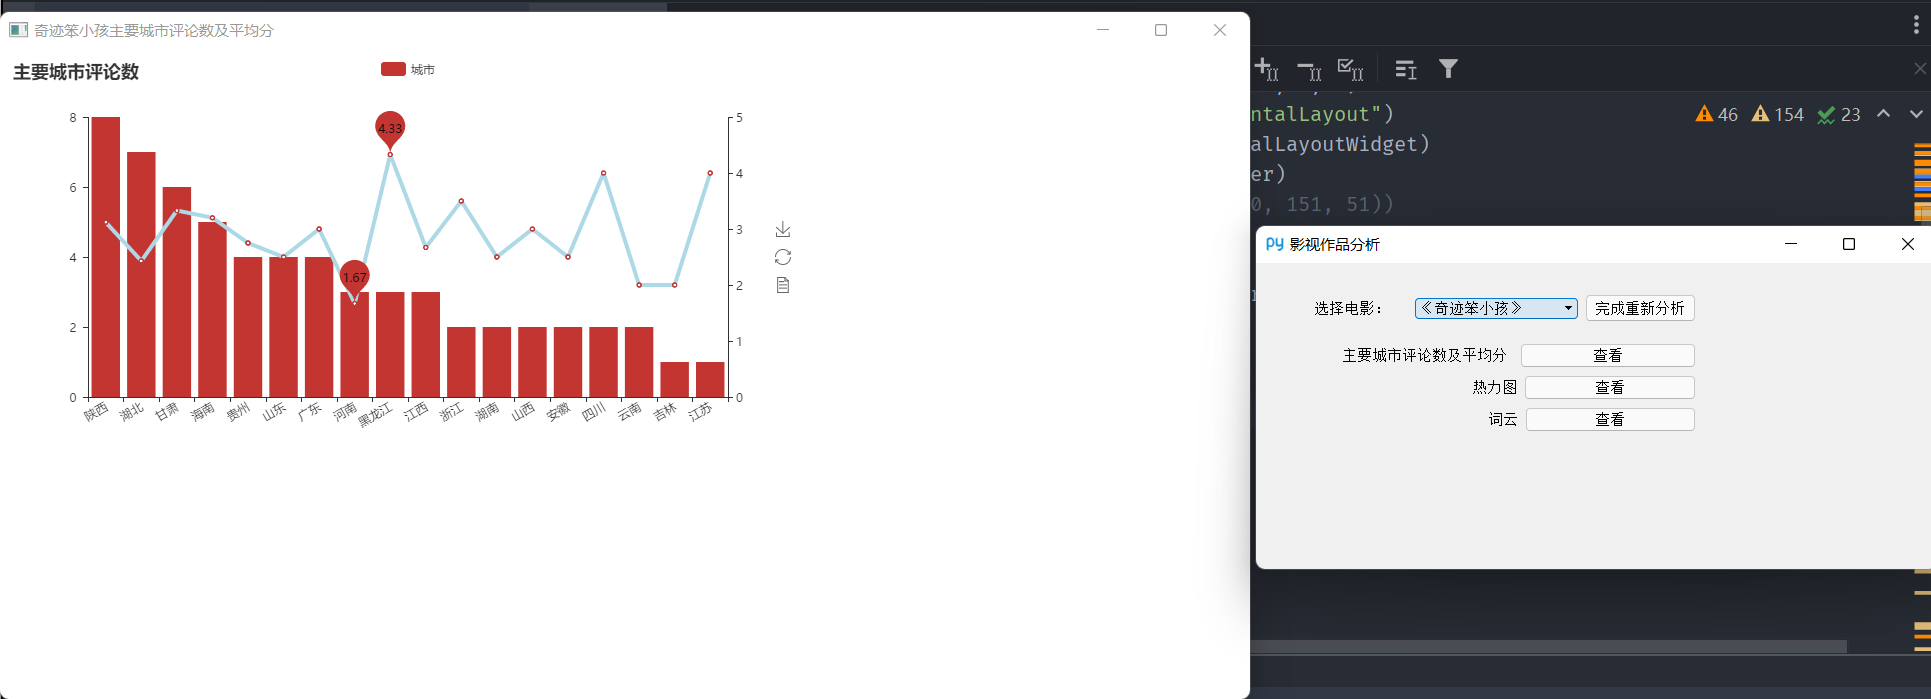 奇迹笨小孩主要城市评论数及平均分
主要城市评论数
城市
8
6
4
2
0
5
4
3
2
1
0
4.33
1.67
陕西
湖北
甘肃
海南
贵州
山东
广东
河南
黑龙江
江西
浙江
湖南
山西
安徽
四川
云南
吉林
江苏
46 154 23
ntalLayout")
alLayoutWidget)
er)
0, 151, 51))
影视作品分析
选择电影：
《奇迹笨小孩》
完成重新分析
主要城市评论数及平均分 查看
热力图 查看
词云 查看